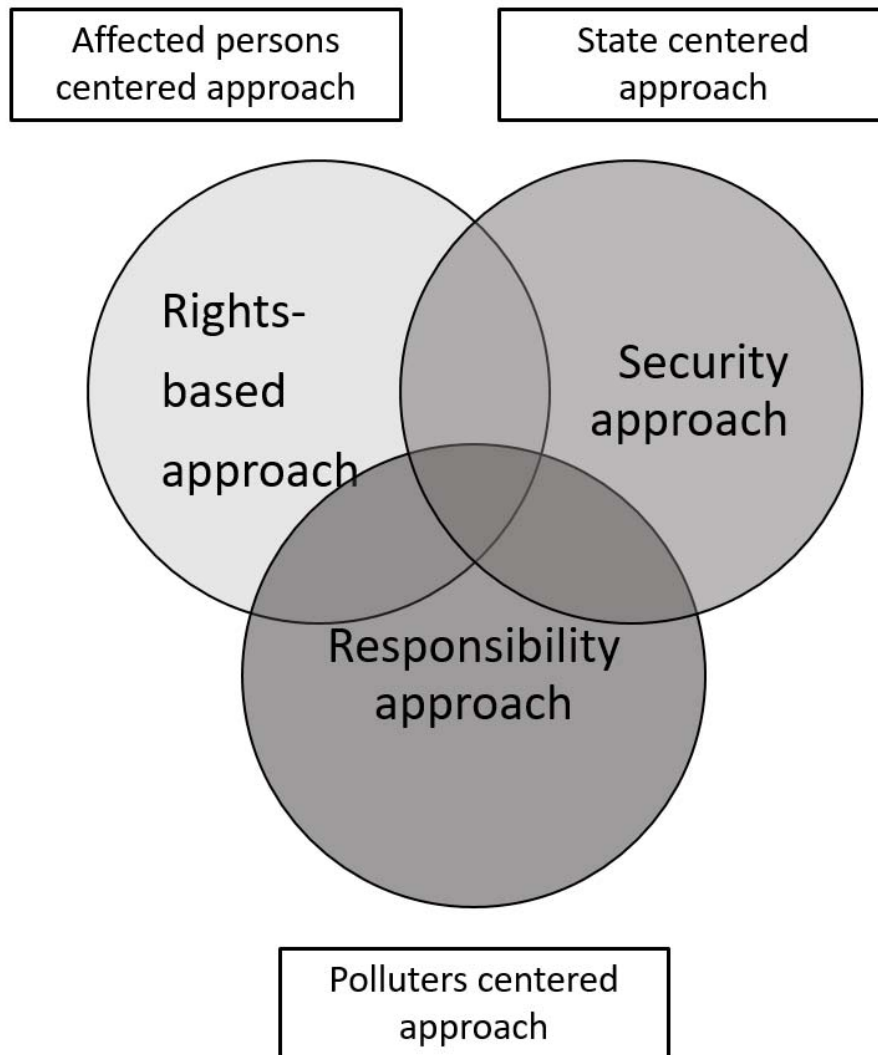 Affected persons
centered approach
State centered
approach
Rights-
based
approach
Security
approach
Responsibility
approach
Polluters centered
approach